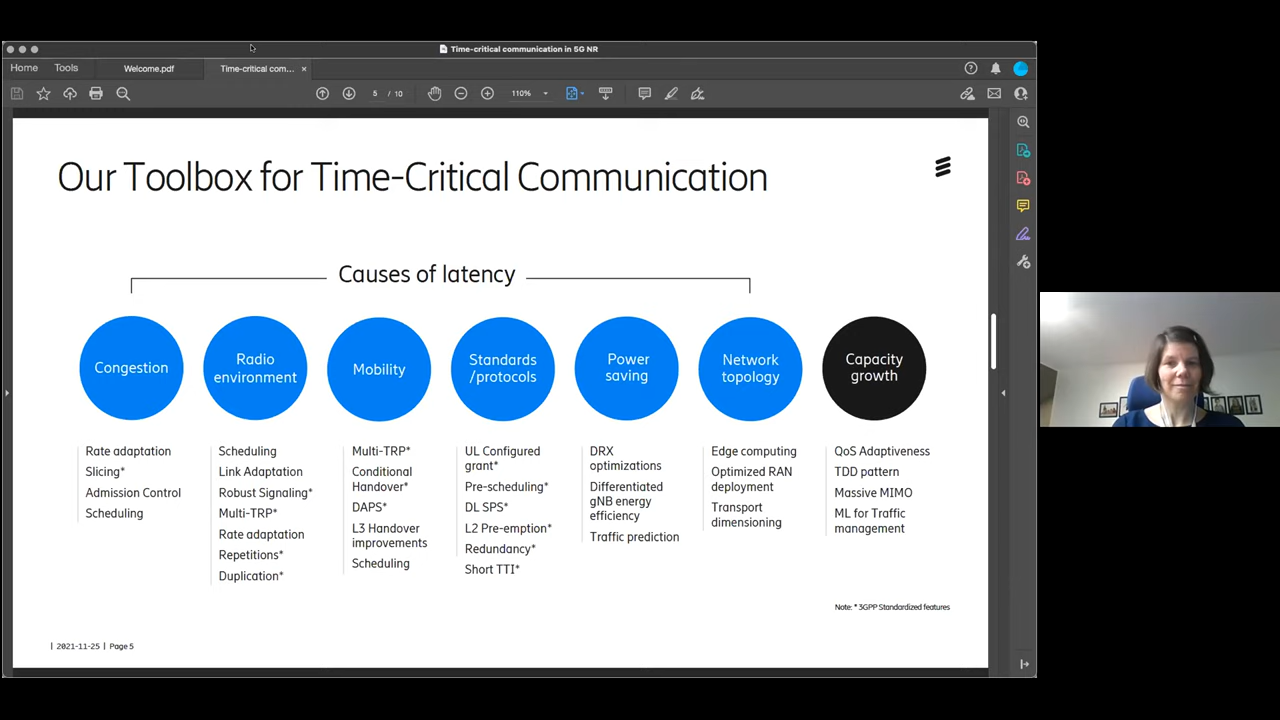 Time-critical communication in 5G NR
Home
Tools
Welcome.pdf
Time-critical com...
5 / 10
110%
Our Toolbox for Time-Critical Communication
Causes of latency
Congestion
Radio
environment
Mobility
Standards
/protocols
Power
saving
Network
topology
Capacity
growth
Rate adaptation
Slicing*
Admission Control
Scheduling
Scheduling
Link Adaptation
Robust Signaling*
Multi-TRP*
Rate adaptation
Repetitions*
Duplication*
Multi-TRP*
Conditional
Handover*
DAPS*
L3 Handover
improvements
Scheduling
UL Configured
grant*
Pre-scheduling*
DL SPS*
L2 Pre-emption*
Redundancy*
Short TTI*
DRX
optimizations
Differentiated
gNB energy
efficiency
Traffic prediction
Edge computing
Optimized RAN
deployment
Transport
dimensioning
QoS Adaptiveness
TDD pattern
Massive MIMO
ML for Traffic
management
Note: * 3GPP Standardized features
| 2021-11-25 | Page 5